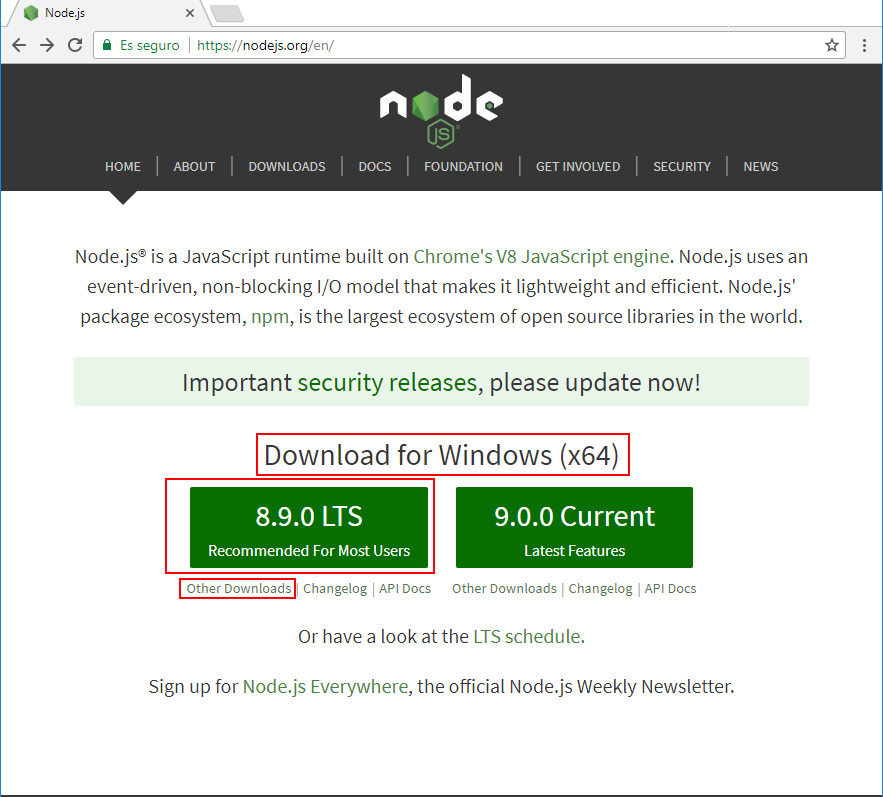 Node.js
Es seguro | https://nodejs.org/en/
node
JS
HOME | ABOUT | DOWNLOADS | DOCS | FOUNDATION | GET INVOLVED | SECURITY | NEWS
Node.js® is a JavaScript runtime built on Chrome's V8 JavaScript engine. Node.js uses an
event-driven, non-blocking I/O model that makes it lightweight and efficient. Node.js'
package ecosystem, npm, is the largest ecosystem of open source libraries in the world.
Important security releases, please update now!
Download for Windows (x64)
8.9.0 LTS
Recommended For Most Users
9.0.0 Current
Latest Features
Other Downloads | Changelog | API Docs
Other Downloads | Changelog | API Docs
Or have a look at the LTS schedule.
Sign up for Node.js Everywhere, the official Node.js Weekly Newsletter.